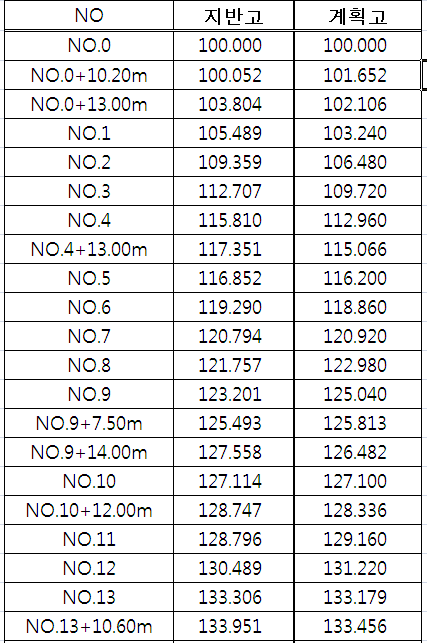 NO 지반고 계획고
NO.0 100.000 100.000
NO.0+10.20m 100.052 101.652
NO.0+13.00m 103.804 102.106
NO.1 105.489 103.240
NO.2 109.359 106.480
NO.3 112.707 109.720
NO.4 115.810 112.960
NO.4+13.00m 117.351 115.066
NO.5 116.852 116.200
NO.6 119.290 118.860
NO.7 120.794 120.920
NO.8 121.757 122.980
NO.9 123.201 125.040
NO.9+7.50m 125.493 125.813
NO.9+14.00m 127.558 126.482
NO.10 127.114 127.100
NO.10+12.00m 128.747 128.336
NO.11 128.796 129.160
NO.12 130.489 131.220
NO.13 133.306 133.179
NO.13+10.60m 133.951 133.456